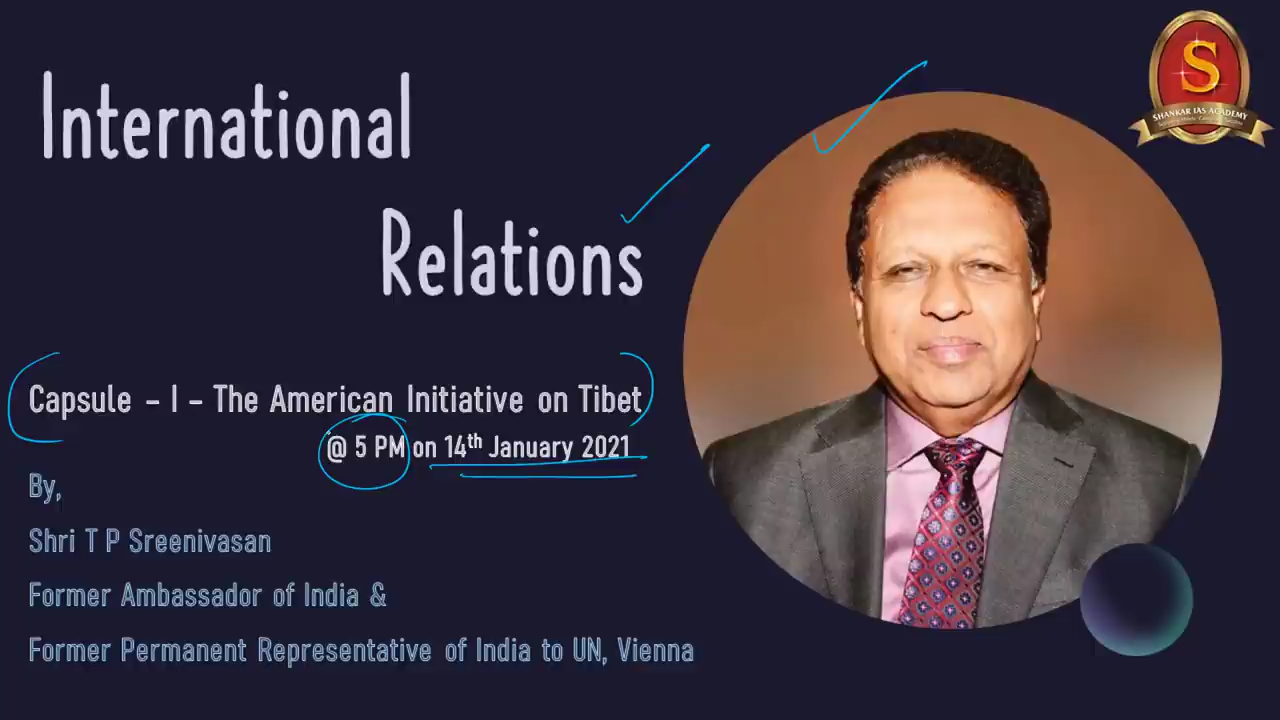 International
Relations
Capsule – I – The American Initiative on Tibet
@ 5 PM on 14th January 2021
By,
Shri T P Sreenivasan
Former Ambassador of India &
Former Permanent Representative of India to UN, Vienna
S
SHANKAR IAS ACADEMY